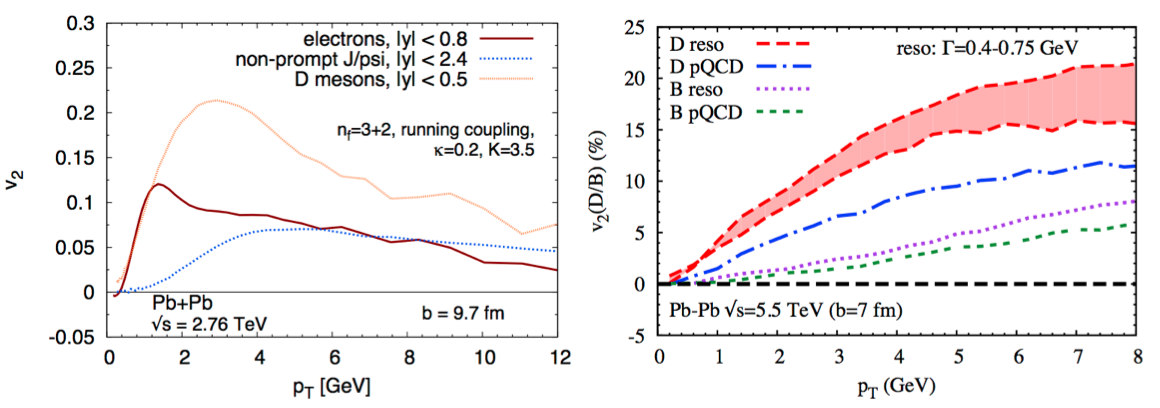 0.3
0.25
0.2
0.15
0.1
0.05
0
-0.05
v2
electrons, |y| < 0.8
non-prompt J/psi, |y| < 2.4
D mesons, |y| < 0.5
nf=3+2, running coupling,
κ=0.2, K=3.5
Pb+Pb
√s = 2.76 TeV
b = 9.7 fm
0 2 4 6 8 10 12
pT [GeV]
25
20
15
10
5
0
-5
v2(D/B) (%)
D reso
D pQCD
B reso
B pQCD
reso: Γ=0.4-0.75 GeV
Pb-Pb √s=5.5 TeV (b=7 fm)
0 1 2 3 4 5 6 7 8
pT (GeV)